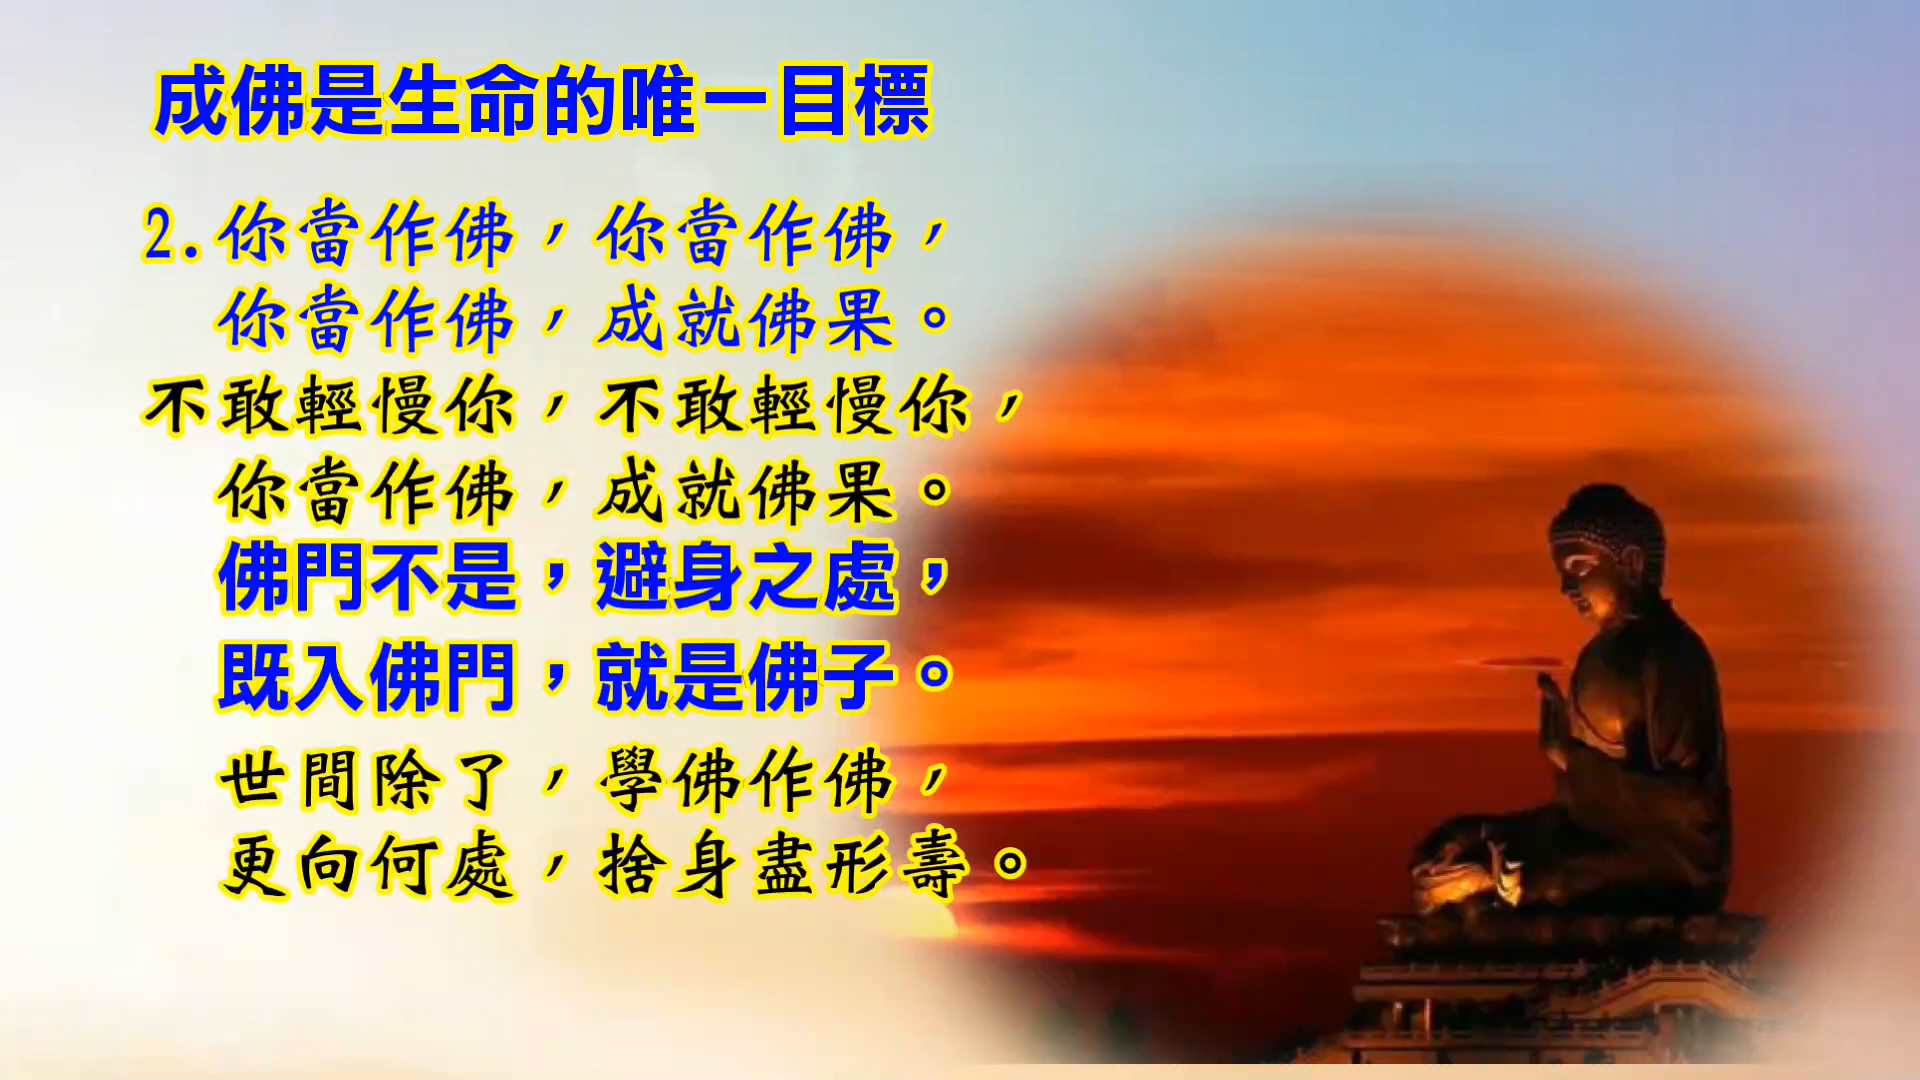 成佛是生命的唯一目標
2.你當作佛，你當作佛，
你當作佛，成就佛果。
不敢輕慢你，不敢輕慢你，
你當作佛，成就佛果。
佛門不是，避身之處，
既入佛門，就是佛子。
世間除了，學佛作佛，
更向何處，捨身盡形壽。